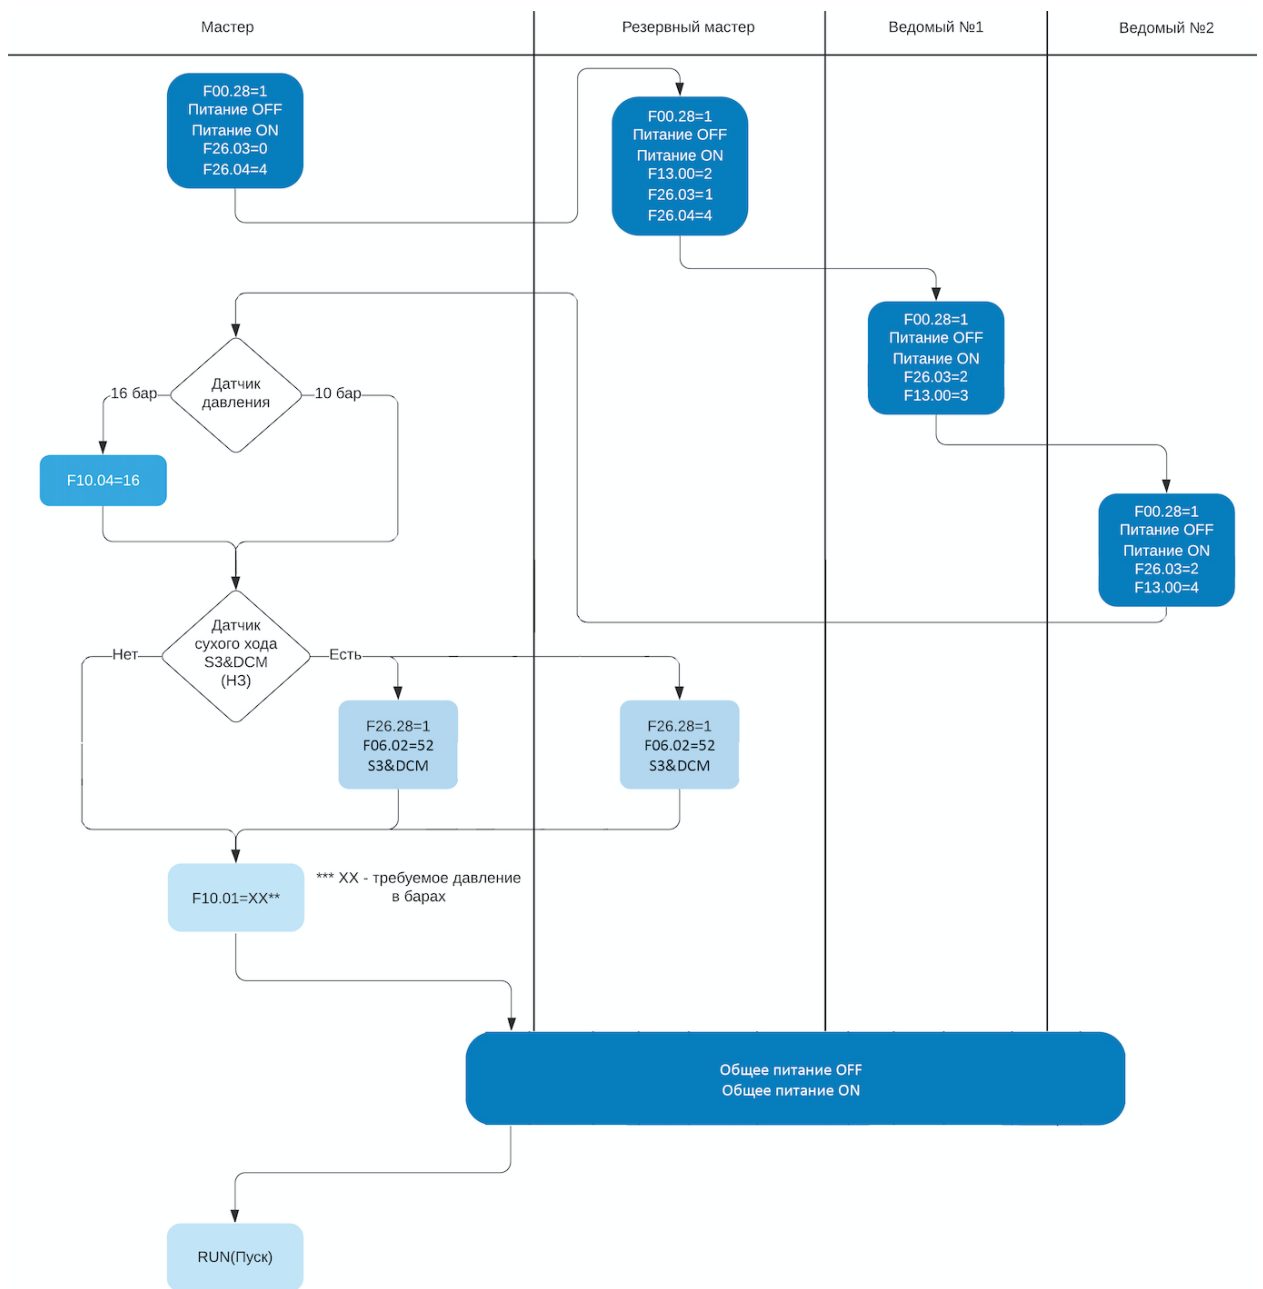 Мастер
Резервный мастер
Ведомый №1
Ведомый №2
F00.28=1
Питание OFF
Питание ON
F26.03=0
F26.04=4
F00.28=1
Питание OFF
Питание ON
F13.00=2
F26.03=1
F26.04=4
F00.28=1
Питание OFF
Питание ON
F26.03=2
F13.00=3
F00.28=1
Питание OFF
Питание ON
F26.03=2
F13.00=4
Датчик
давления
16 бар
10 бар
F10.04=16
Датчик
сухого хода
S3&DCM
(НЗ)
Нет
Есть
F26.28=1
F06.02=52
S3&DCM
F26.28=1
F06.02=52
S3&DCM
F10.01=XX**
*** XX - требуемое давление
в барах
Общее питание OFF
Общее питание ON
RUN(Пуск)